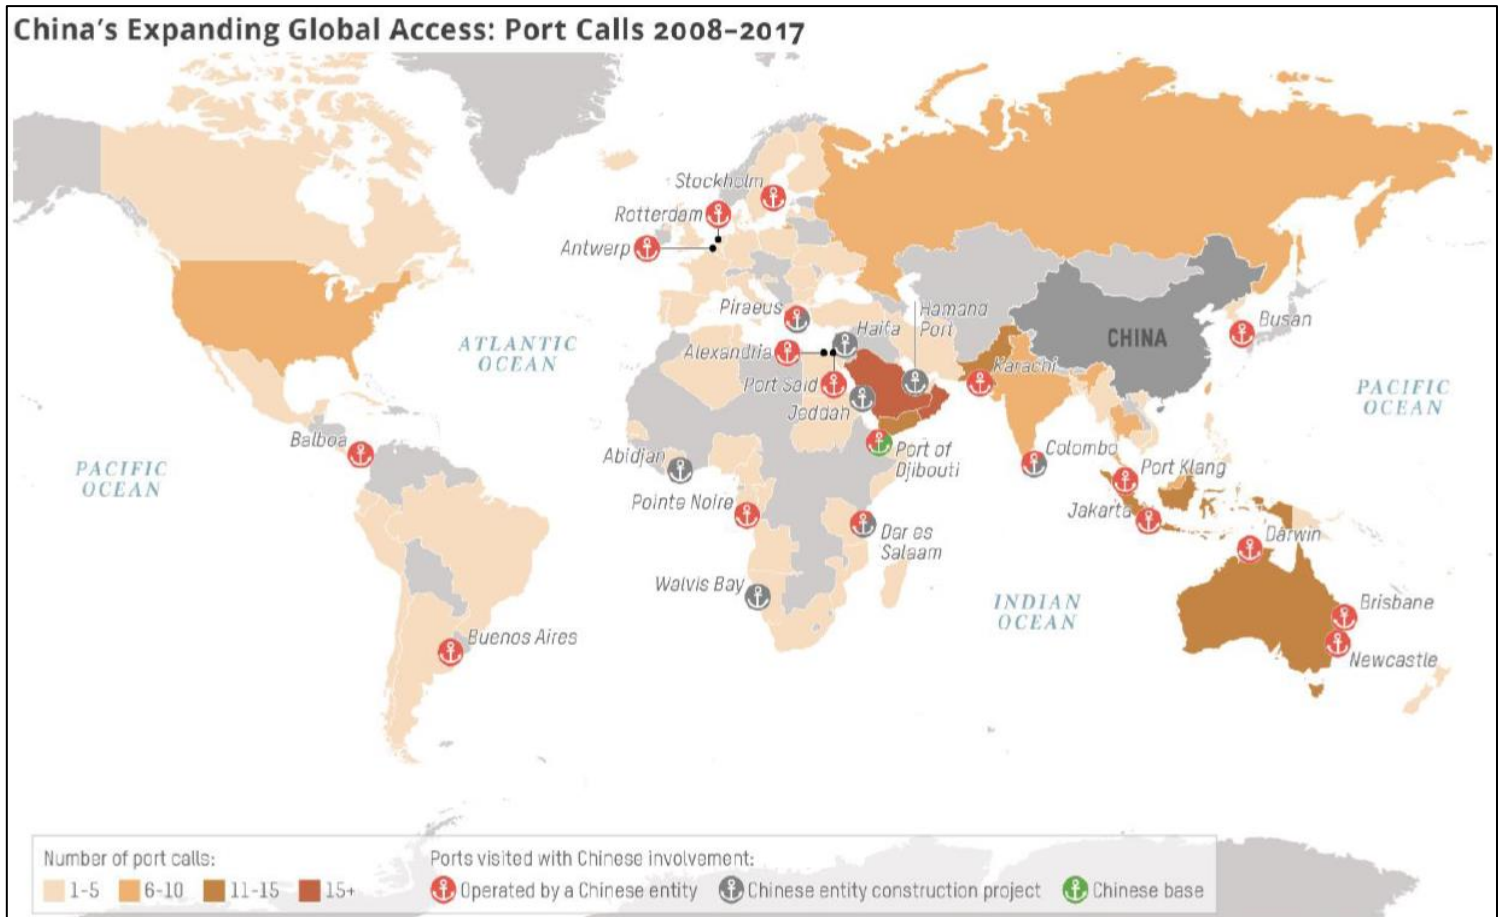 China's Expanding Global Access: Port Calls 2008–2017
Stockholm
Rotterdam
Antwerp
Piraeus
Haifa
Hamand
Port
Busan
CHINA
ATLANTIC
OCEAN
Alexandria
Karachi
Port Said
Jeddah
PACIFIC
OCEAN
Balboa
Port of
Djibouti
Colombo
Abidjan
Port Klang
PACIFIC
OCEAN
Pointe Noire
Jakarta
Dar es
Salaam
Darwin
Walvis Bay
INDIAN
OCEAN
Brisbane
Buenos Aires
Newcastle
Number of port calls:
1-5
6-10
11-15
15+
Ports visited with Chinese involvement:
Operated by a Chinese entity
Chinese entity construction project
Chinese base